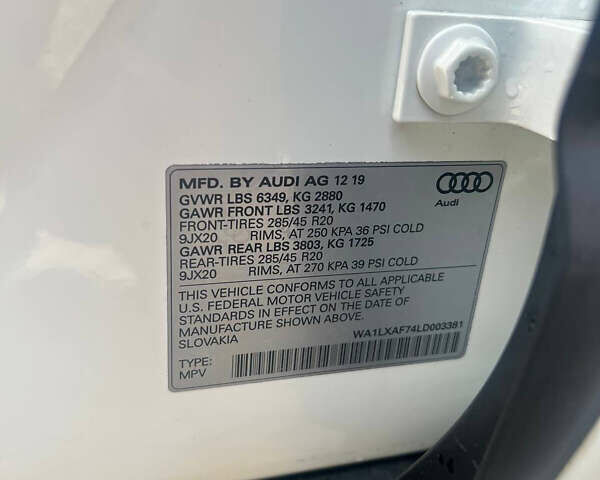 MFD. BY AUDI AG 12 19
GVWR LBS 6349, KG 2880
GAWR FRONT LBS 3241, KG 1470
FRONT-TIRES 285/45 R20
9JX20 RIMS, AT 250 KPA 36 PSI COLD
GAWR REAR LBS 3803, KG 1725
REAR-TIRES 285/45 R20
9JX20 RIMS, AT 270 KPA 39 PSI COLD
Audi
THIS VEHICLE CONFORMS TO ALL APPLICABLE
U.S. FEDERAL MOTOR VEHICLE SAFETY
STANDARDS IN EFFECT ON THE DATE OF
MANUFACTURE SHOWN ABOVE.
SLOVAKIA
WA1LXAF74LD003381
TYPE:
MPV